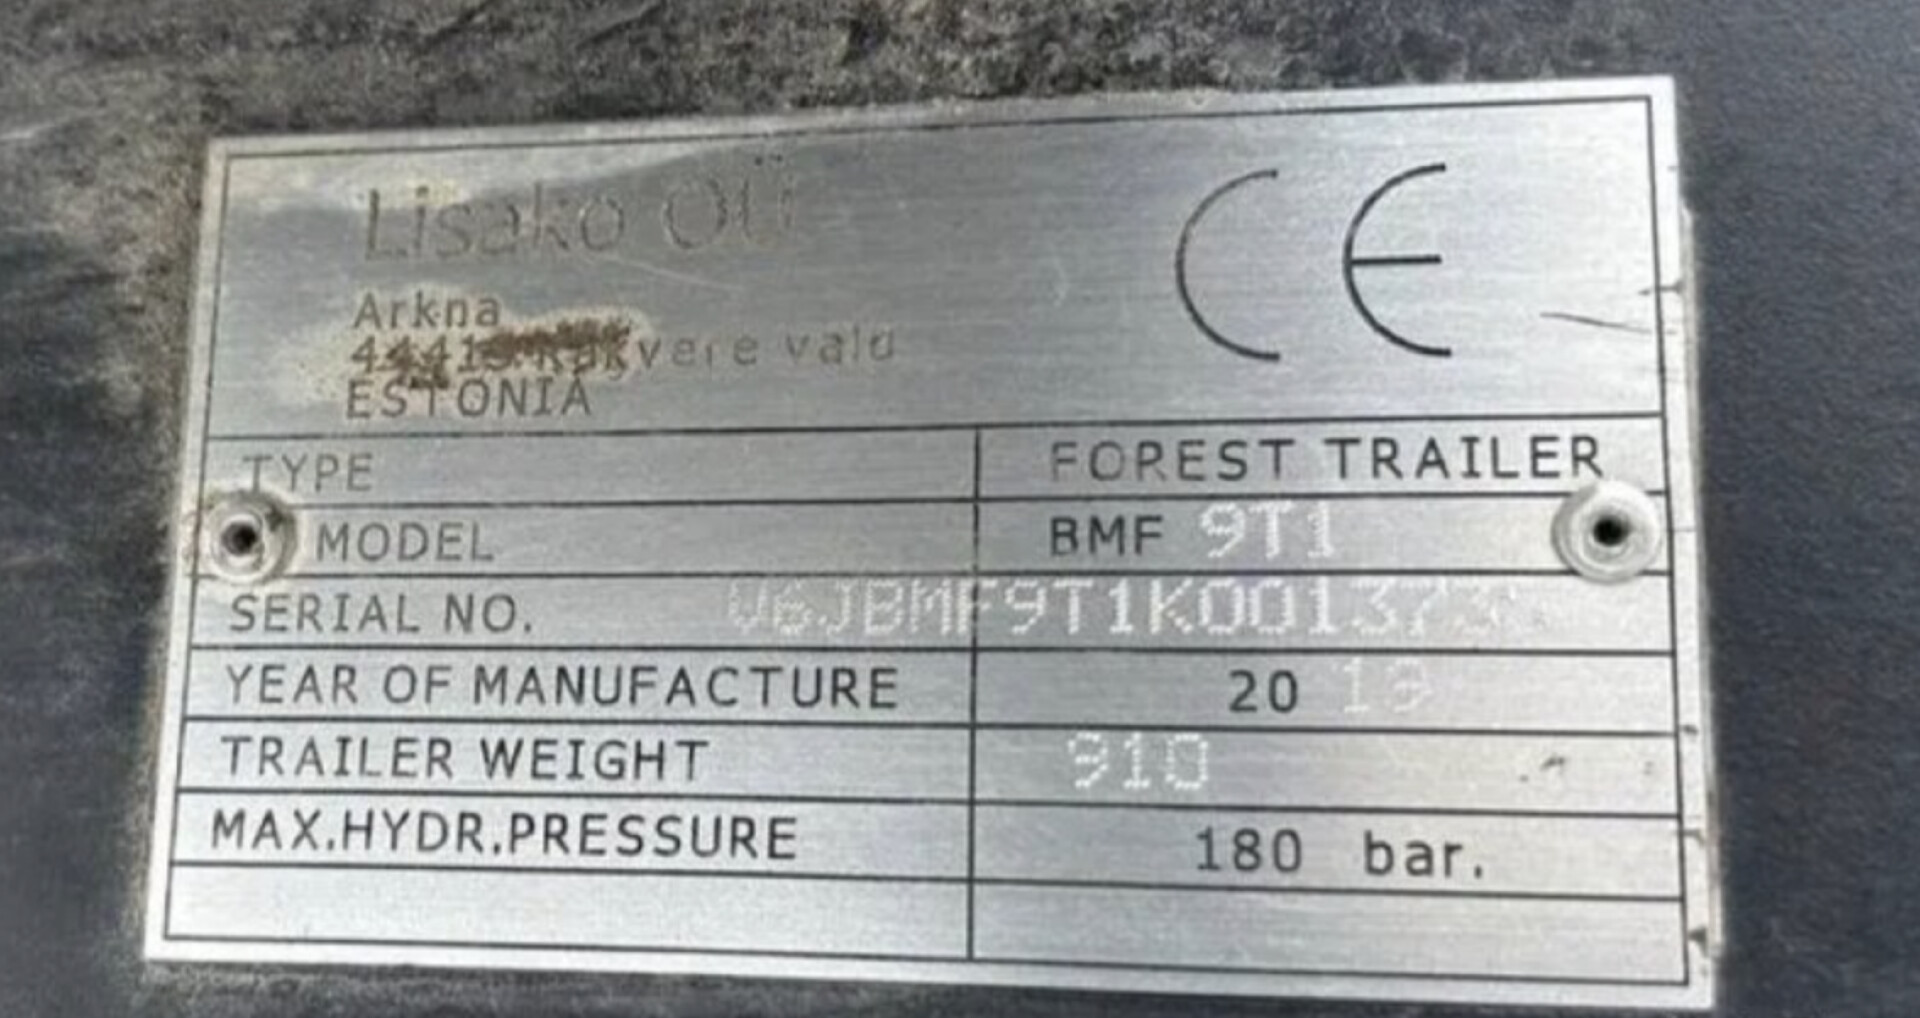 Lisako OÜ
CE
Arkna
Rakvere vald
ESTONIA
TYPE FOREST TRAILER
MODEL BMF 9T1
SERIAL NO.
YEAR OF MANUFACTURE 20
TRAILER WEIGHT 910
MAX.HYDR.PRESSURE 180 bar.